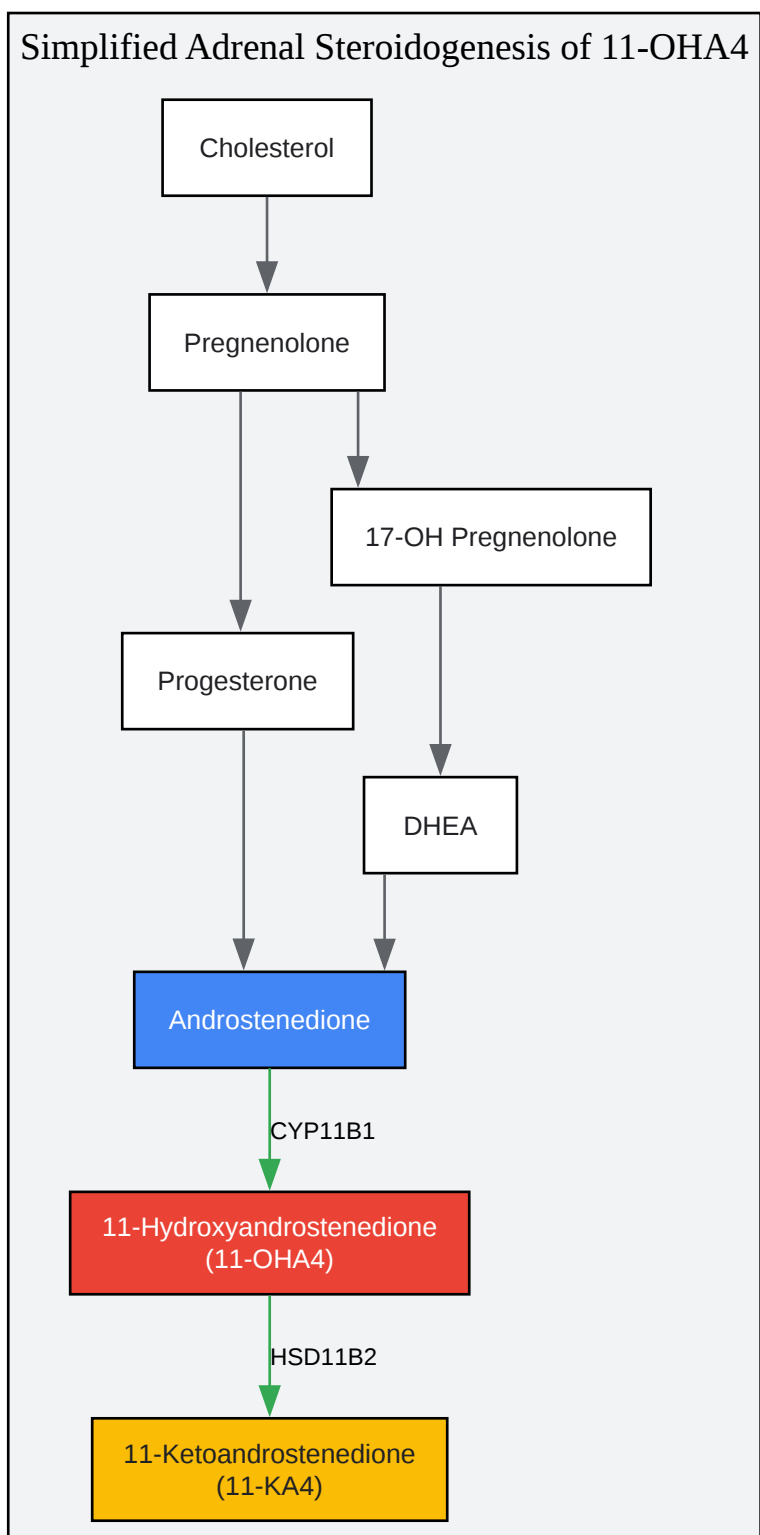 Simplified Adrenal Steroidogenesis of 11-OHA4
Cholesterol
Pregnenolone
17-OH Pregnenolone
Progesterone
DHEA
Androstenedione
CYP11B1
11-Hydroxyandrostenedione
(11-OHA4)
HSD11B2
11-Ketoandrostenedione
(11-KA4)